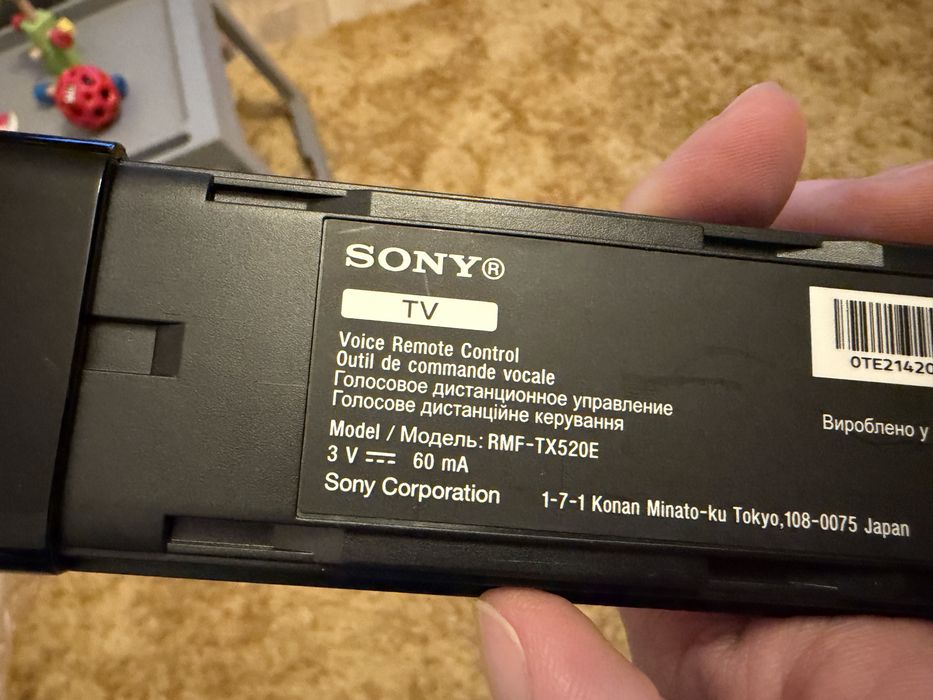 SONY®
TV
Voice Remote Control
Outil de commande vocale
Голосовое дистанционное управление
Голосове дистанційне керування
Model / Модель: RMF-TX520E
3 V ⎓ 60 mA
Sony Corporation 1-7-1 Konan Minato-ku Tokyo,108-0075 Japan
0TE21420
Вироблено у